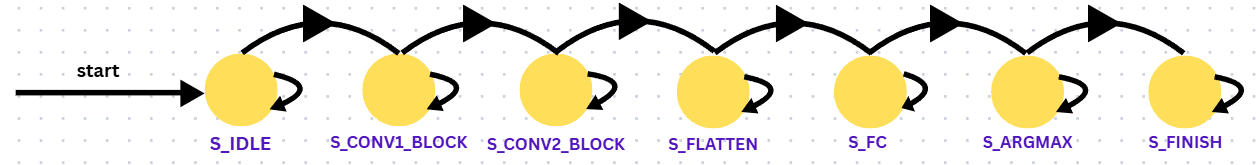 start
S_IDLE
S_CONV1_BLOCK
S_CONV2_BLOCK
S_FLATTEN
S_FC
S_ARGMAX
S_FINISH